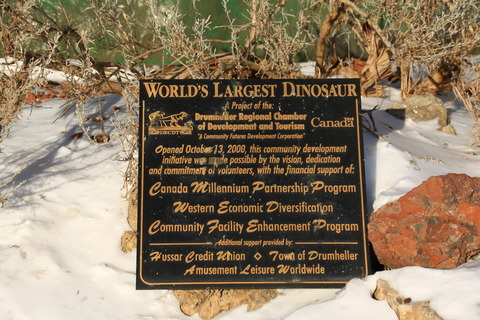 WORLD'S LARGEST DINOSAUR
A Project of the:
Drumheller Regional Chamber
of Development and Tourism
"A Community Futures Development Corporation"
DRCDT
Canada
Opened October 13, 2000, this community development
initiative was made possible by the vision, dedication
and commitment of volunteers, with the financial support of:
Canada Millennium Partnership Program
Western Economic Diversification
Community Facility Enhancement Program
Additional support provided by:
Hussar Credit Union ◇ Town of Drumheller
Amusement Leisure Worldwide